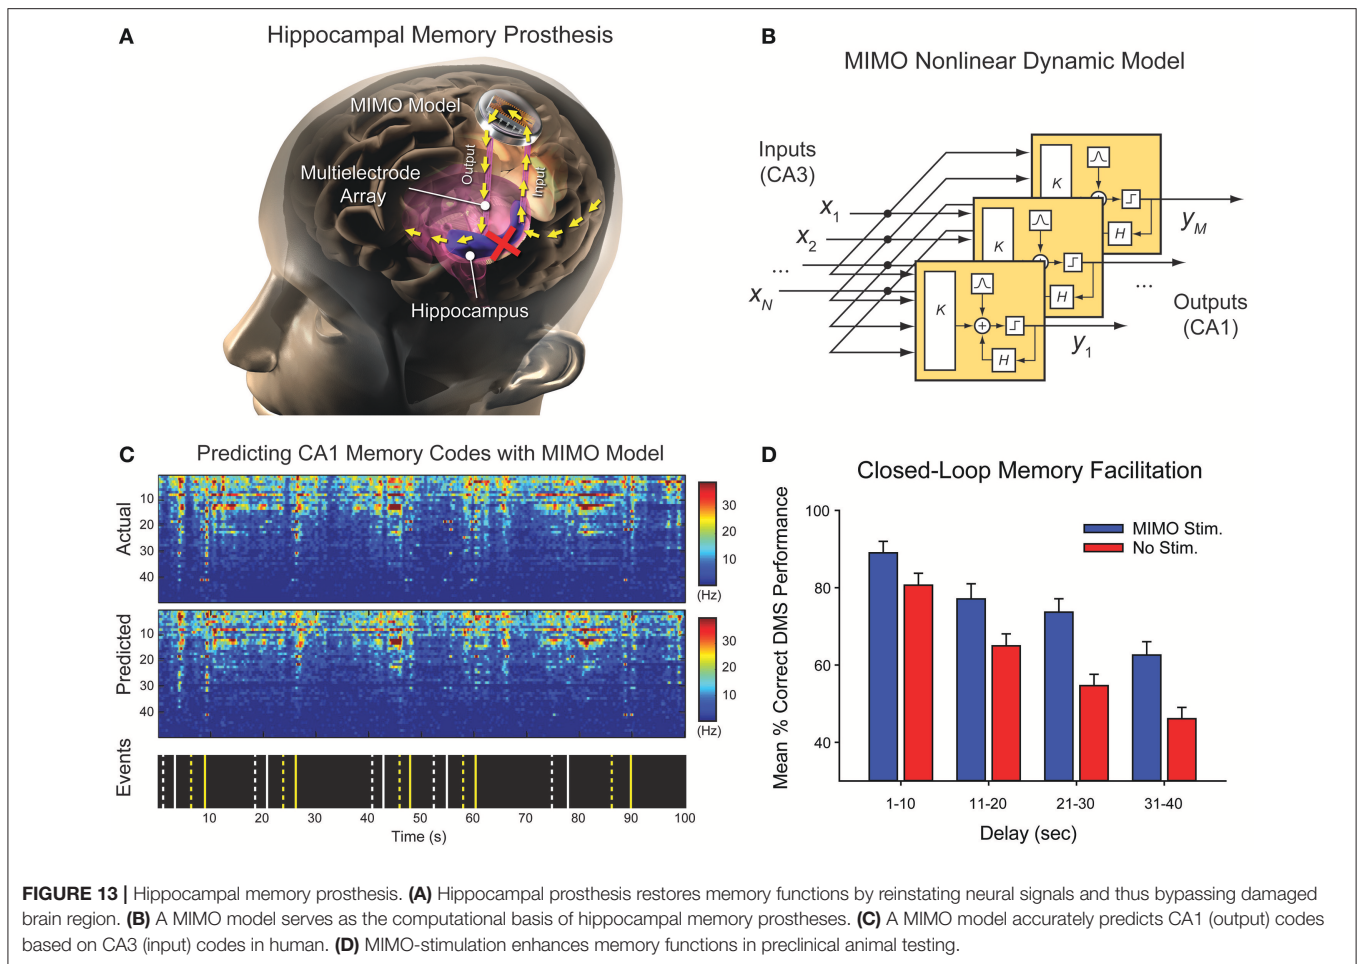 A
Hippocampal Memory Prosthesis
MIMO Model
Output
Input
Multielectrode
Array
Hippocampus
B
MIMO Nonlinear Dynamic Model
Inputs
(CA3)
x1
x2
...
xN
K
H
yM
K
H
...
K
H
y1
Outputs
(CA1)
C
Predicting CA1 Memory Codes with MIMO Model
Actual
10
20
30
40
30
20
10
(Hz)
Predicted
10
20
30
40
30
20
10
(Hz)
Events
10 20 30 40 50 60 70 80 90 100
Time (s)
D
Closed-Loop Memory Facilitation
Mean % Correct DMS Performance
100
80
60
40
MIMO Stim.
No Stim.
1-10 11-20 21-30 31-40
Delay (sec)
FIGURE 13 | Hippocampal memory prosthesis. (A) Hippocampal prosthesis restores memory functions by reinstating neural signals and thus bypassing damaged
brain region. (B) A MIMO model serves as the computational basis of hippocampal memory prostheses. (C) A MIMO model accurately predicts CA1 (output) codes
based on CA3 (input) codes in human. (D) MIMO-stimulation enhances memory functions in preclinical animal testing.